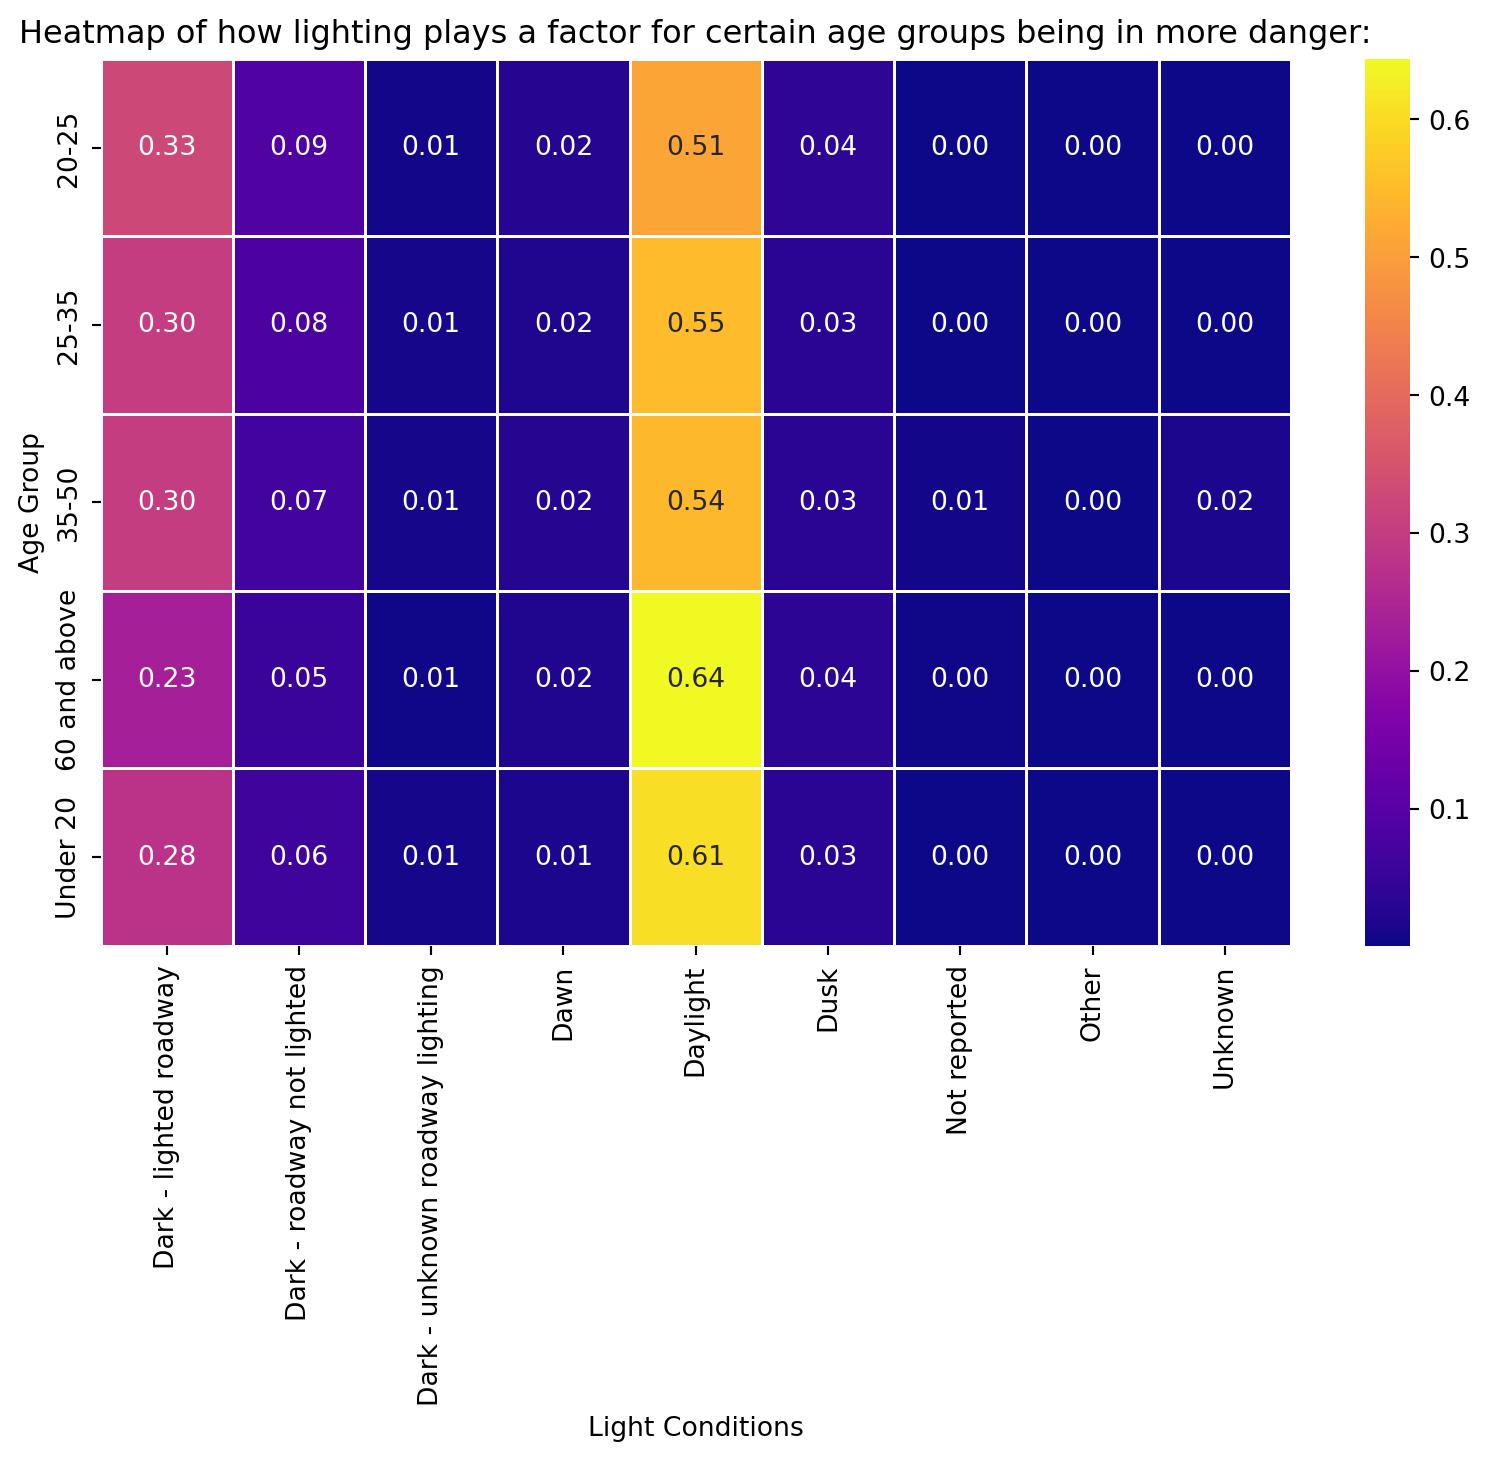 Heatmap of how lighting plays a factor for certain age groups being in more danger:
Age Group
20-25
0.33 0.09 0.01 0.02 0.51 0.04 0.00 0.00 0.00
25-35
0.30 0.08 0.01 0.02 0.55 0.03 0.00 0.00 0.00
35-50
0.30 0.07 0.01 0.02 0.54 0.03 0.01 0.00 0.02
60 and above
0.23 0.05 0.01 0.02 0.64 0.04 0.00 0.00 0.00
Under 20
0.28 0.06 0.01 0.01 0.61 0.03 0.00 0.00 0.00
Dark - lighted roadway
Dark - roadway not lighted
Dark - unknown roadway lighting
Dawn
Daylight
Dusk
Not reported
Other
Unknown
Light Conditions
0.6
0.5
0.4
0.3
0.2
0.1